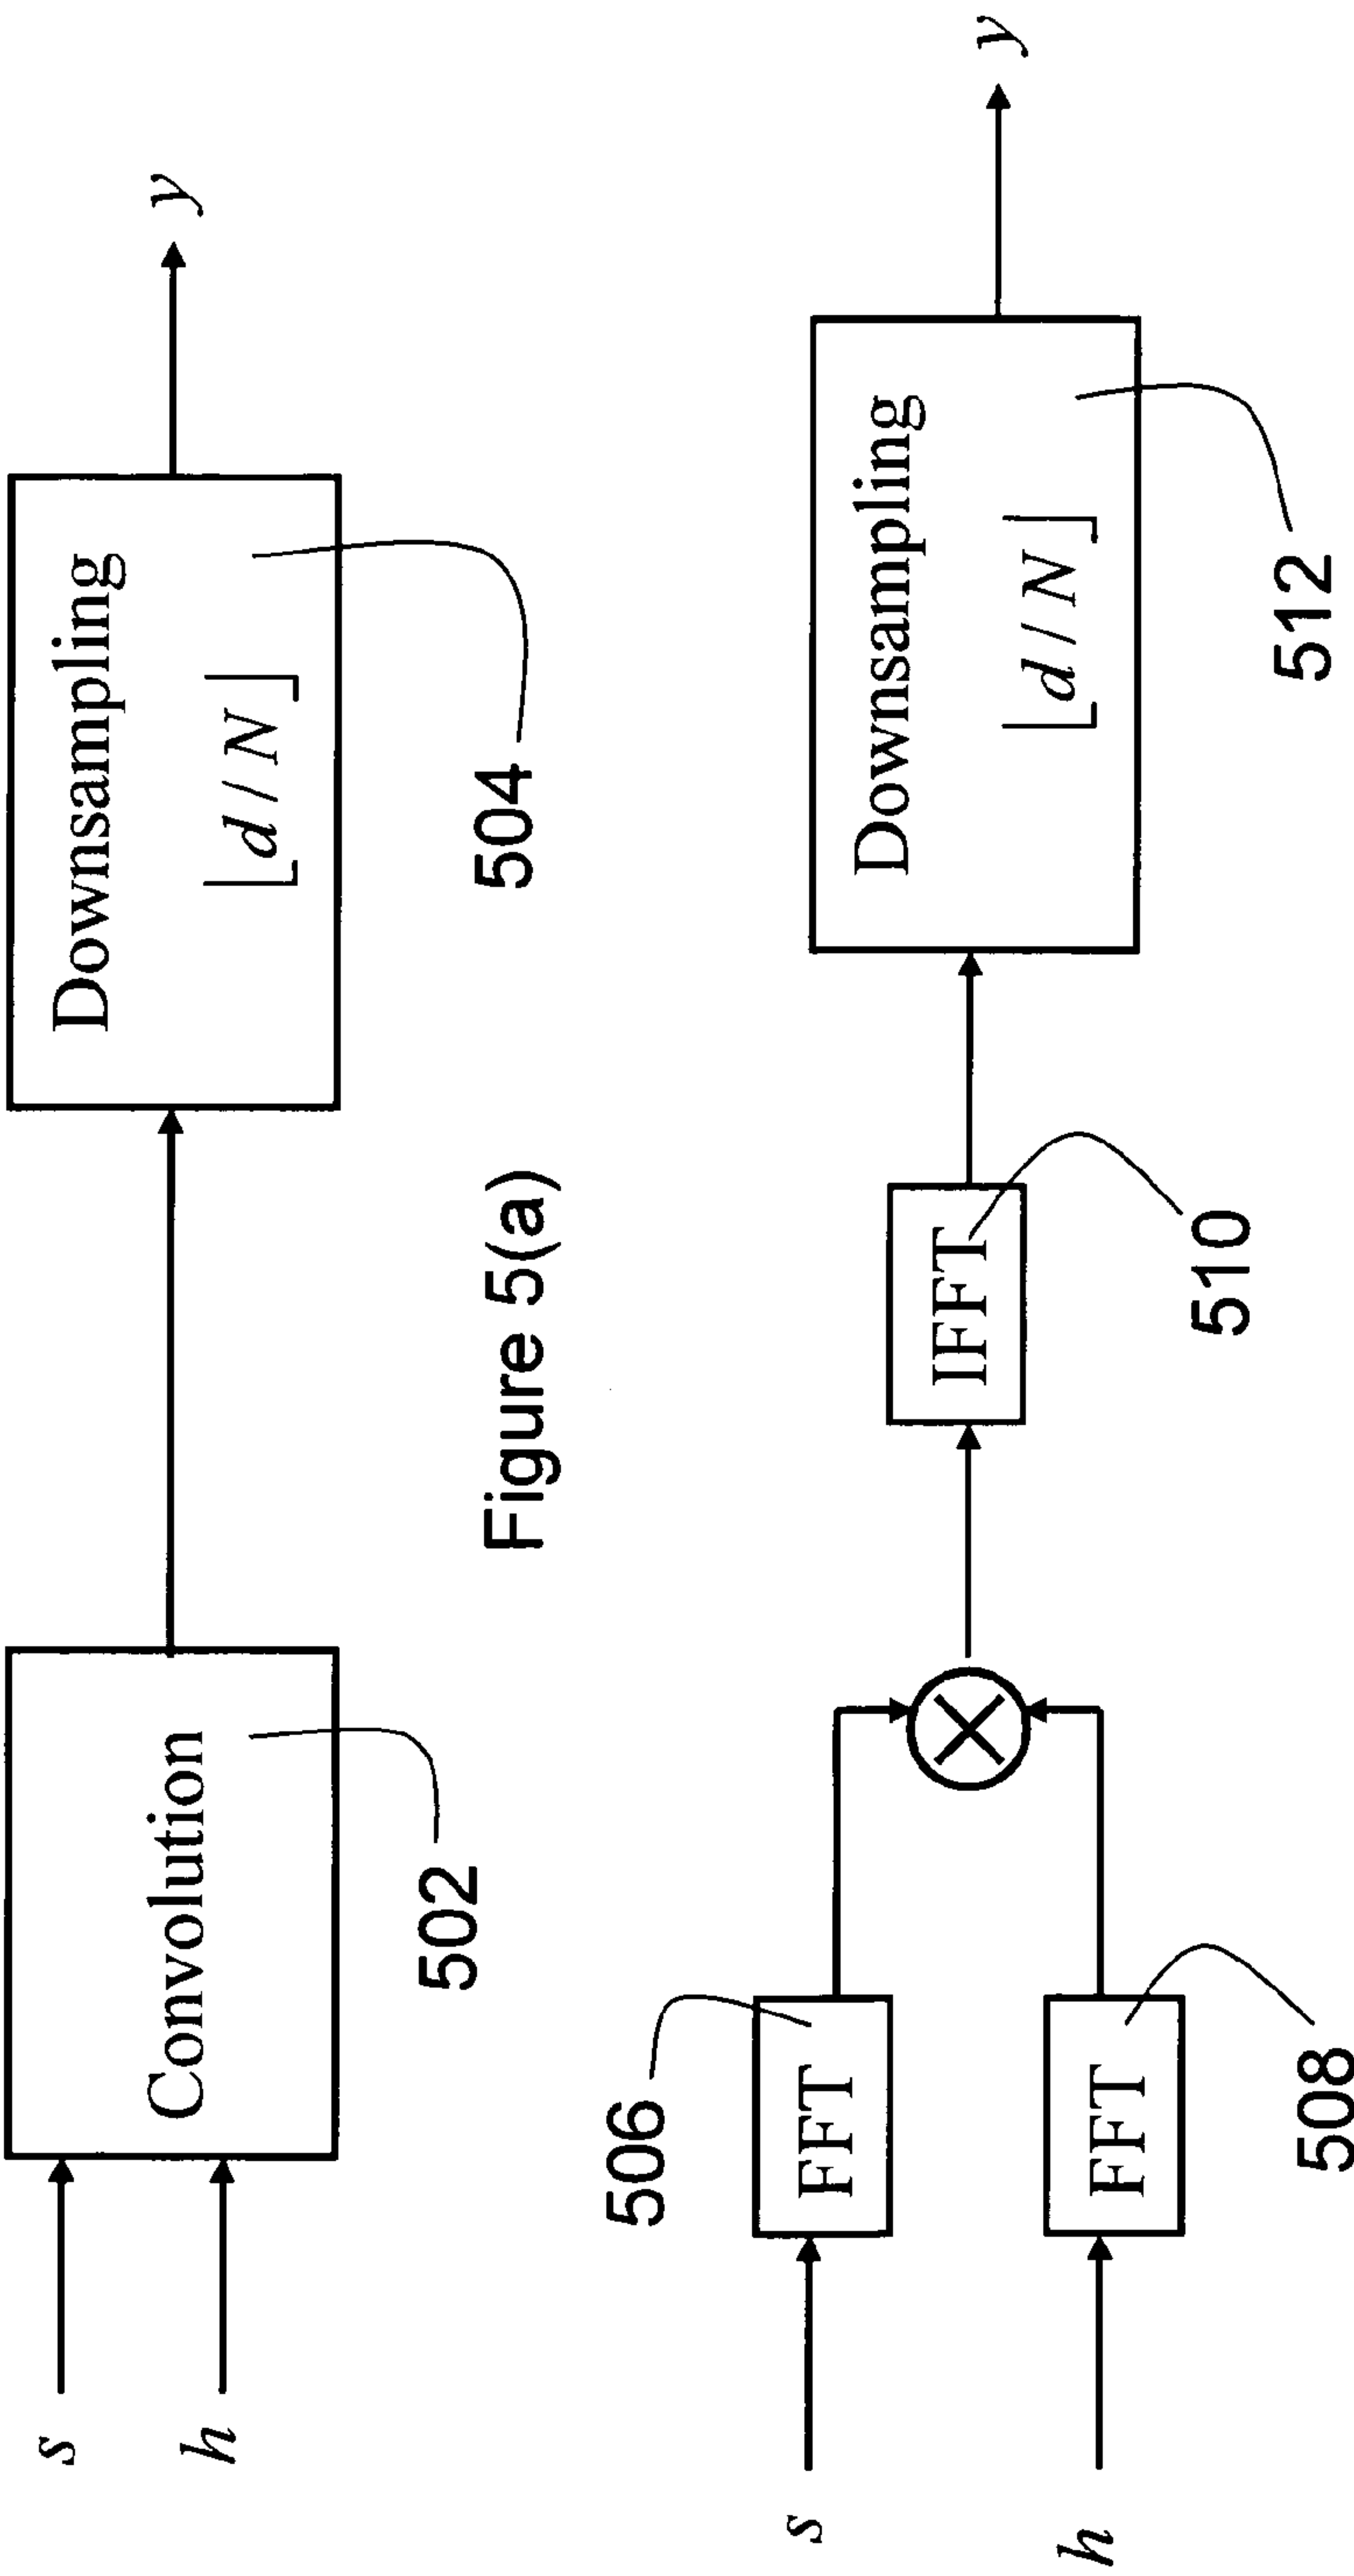 s
h
Convolution
502
Downsampling
⌊d / N⌋
504
y
Figure 5(a)
s
h
FFT
506
FFT
508
IFFT
510
Downsampling
⌊d / N⌋
512
y